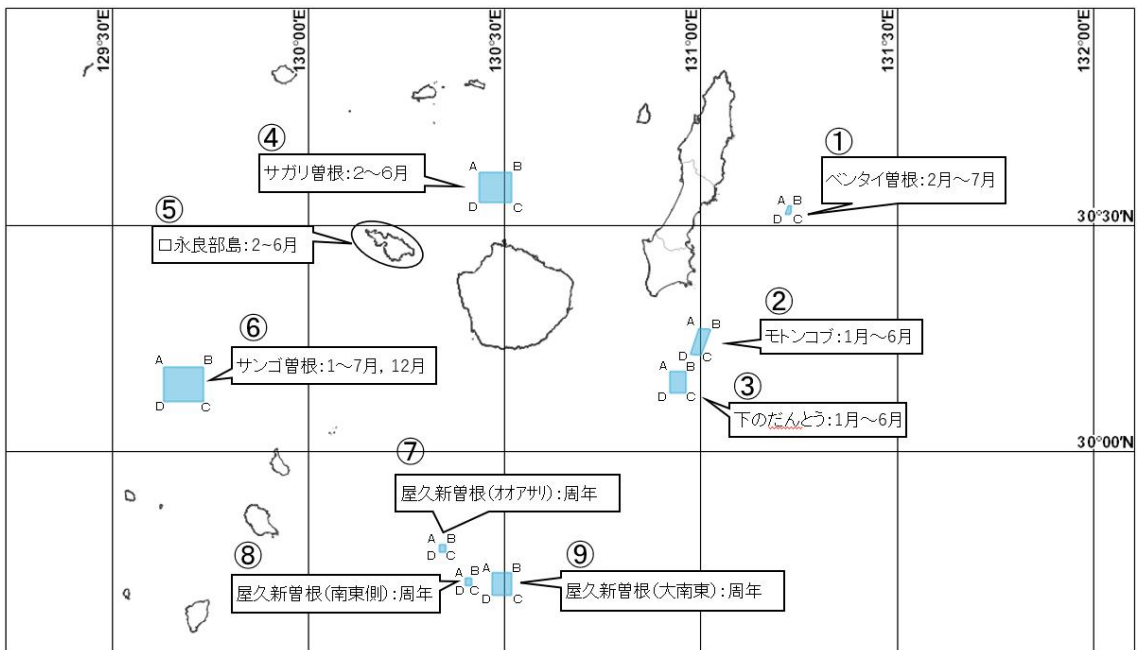 129°30'E
130°00'E
130°30'E
131°00'E
131°30'E
132°00'E
④
サガリ曽根:2～6月
A B
D C
①
ベンタイ曽根:2月～7月
A B
D C
30°30'N
⑤
口永良部島:2~6月
⑥
サンゴ曽根:1～7月, 12月
A B
D C
②
モトンコブ:1月～6月
A B
D C
③
下のだんとう:1月～6月
A B
D C
30°00'N
⑦
屋久新曽根(オオアサリ):周年
A B
D C
⑧
屋久新曽根(南東側):周年
A B
D C
⑨
屋久新曽根(大南東):周年
A B
D C